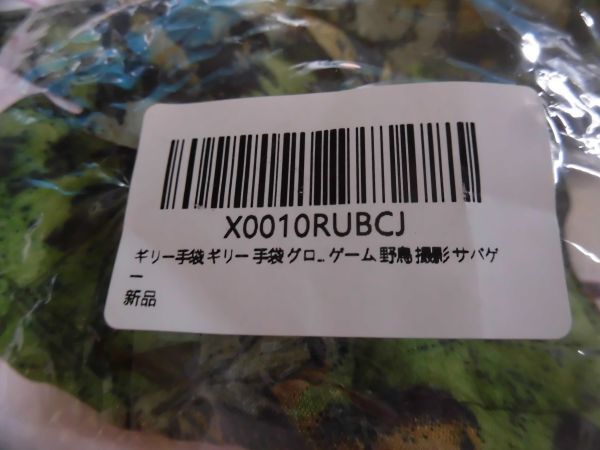 X0010RUBCJ
ギリー手袋 ギリー 手袋 グロ... ゲーム 野鳥 撮影 サバゲ
ー
新品